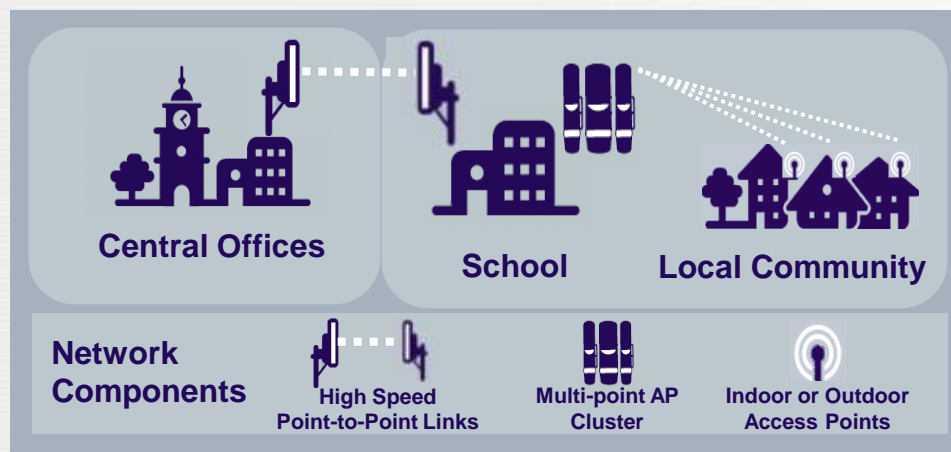 Central Offices
School
Local Community
Network
Components
High Speed
Point-to-Point Links
Multi-point AP
Cluster
Indoor or Outdoor
Access Points